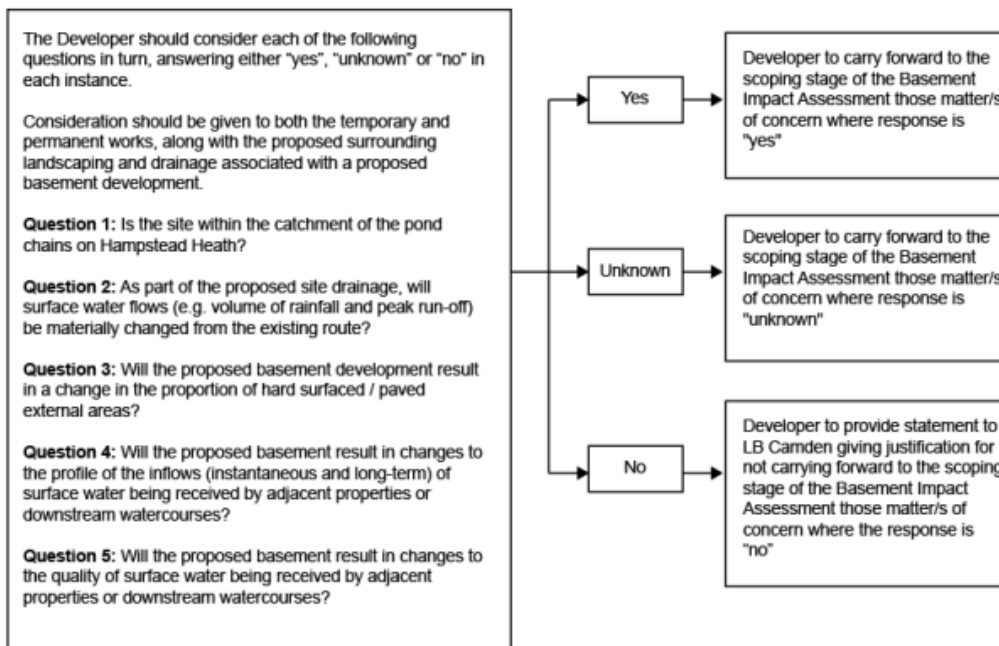 The Developer should consider each of the following
questions in turn, answering either "yes", "unknown" or "no" in
each instance.
Consideration should be given to both the temporary and
permanent works, along with the proposed surrounding
landscaping and drainage associated with a proposed
basement development.
Question 1: Is the site within the catchment of the pond
chains on Hampstead Heath?
Question 2: As part of the proposed site drainage, will
surface water flows (e.g. volume of rainfall and peak run-off)
be materially changed from the existing route?
Question 3: Will the proposed basement development result
in a change in the proportion of hard surfaced / paved
external areas?
Question 4: Will the proposed basement result in changes to
the profile of the inflows (instantaneous and long-term) of
surface water being received by adjacent properties or
downstream watercourses?
Question 5: Will the proposed basement result in changes to
the quality of surface water being received by adjacent
properties or downstream watercourses?
Yes
Developer to carry forward to the
scoping stage of the Basement
Impact Assessment those matter/s
of concern where response is
"yes"
Unknown
Developer to carry forward to the
scoping stage of the Basement
Impact Assessment those matter/s
of concern where response is
"unknown"
No
Developer to provide statement to
LB Camden giving justification for
not carrying forward to the scoping
stage of the Basement Impact
Assessment those matter/s of
concern where the response is
"no"